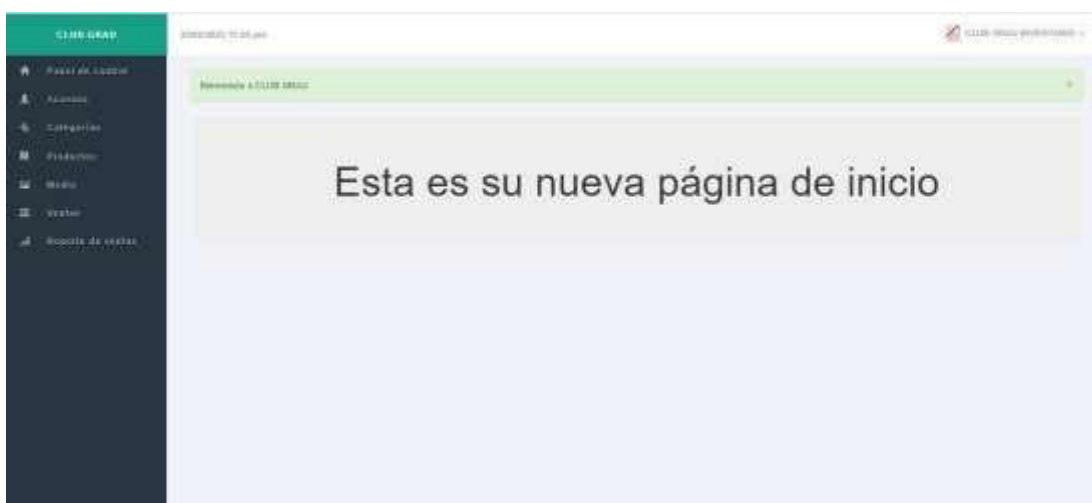 CLUB GRAU
Panel de control
Accesos
Categorías
Productos
Media
Ventas
Reporte de ventas
Bienvenido a CLUB GRAU
Esta es su nueva página de inicio